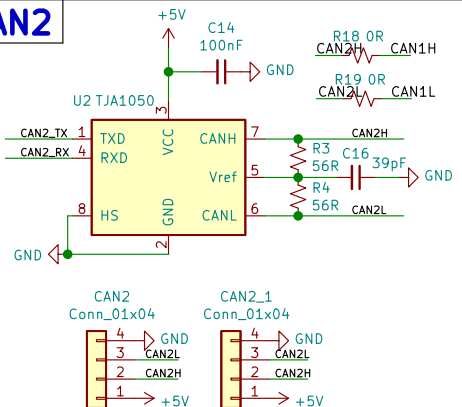 AN2
+5V
C14
100nF
GND
R18 0R
CAN2H CAN1H
R19 0R
CAN2L CAN1L
U2 TJA1050
3
VCC
CAN2_TX 1 TXD
CAN2_RX 4 RXD
CANH 7 CAN2H
R3
56R
C16 39pF
Vref 5
GND
R4
56R
8 HS
GND
CANL 6 CAN2L
2
GND
CAN2
Conn_01x04
4 GND
3 CAN2L
2 CAN2H
1 +5V
CAN2_1
Conn_01x04
4 GND
3 CAN2L
2 CAN2H
1 +5V